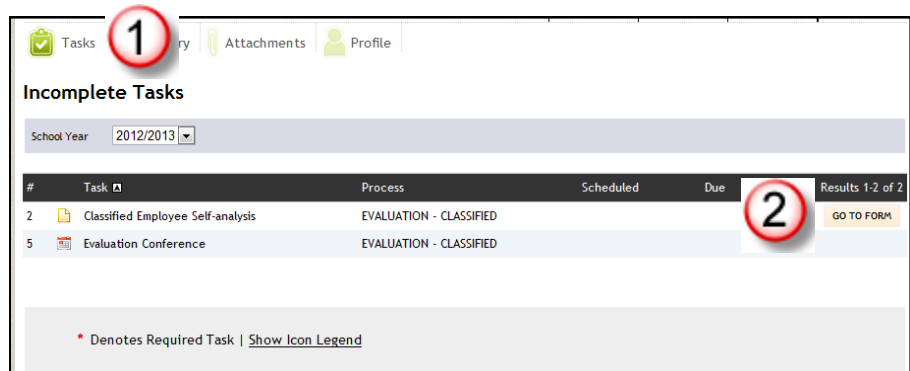 Tasks 1 ry Attachments Profile
Incomplete Tasks
School Year 2012/2013
# Task Process Scheduled Due Results 1-2 of 2
2 Classified Employee Self-analysis EVALUATION - CLASSIFIED 2 GO TO FORM
5 Evaluation Conference EVALUATION - CLASSIFIED
* Denotes Required Task | Show Icon Legend